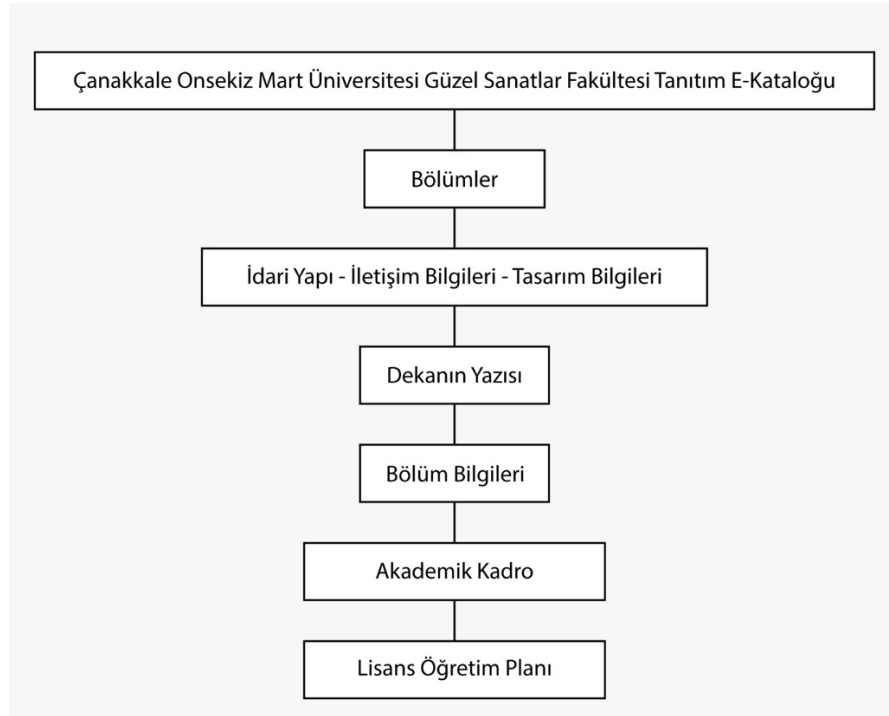 Çanakkale Onsekiz Mart Üniversitesi Güzel Sanatlar Fakültesi Tanıtım E-Kataloğu
Bölümler
İdari Yapı - İletişim Bilgileri - Tasarım Bilgileri
Dekanın Yazısı
Bölüm Bilgileri
Akademik Kadro
Lisans Öğretim Planı